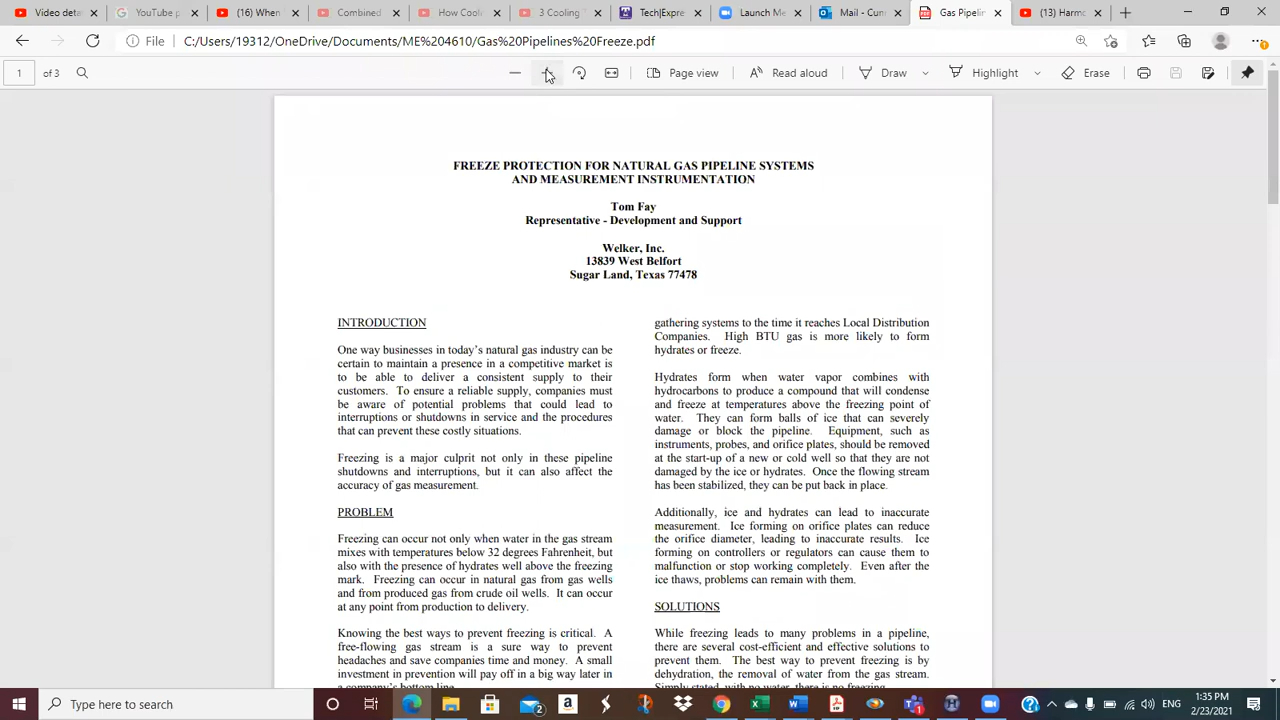 Video detai
YouTube p
(16) When
Combined
How Coolin
3 Cooling T
Tech|Expre
Launch Me
Mail - Cum
Gas Pipelin
(13) Harmo
File
C:/Users/19312/OneDrive/Documents/ME%204610/Gas%20Pipelines%20Freeze.pdf
1 of 3
Page view
Read aloud
Draw
Highlight
Erase
FREEZE PROTECTION FOR NATURAL GAS PIPELINE SYSTEMS
AND MEASUREMENT INSTRUMENTATION
Tom Fay
Representative - Development and Support
Welker, Inc.
13839 West Belfort
Sugar Land, Texas 77478
INTRODUCTION
One way businesses in today's natural gas industry can be
certain to maintain a presence in a competitive market is
to be able to deliver a consistent supply to their
customers. To ensure a reliable supply, companies must
be aware of potential problems that could lead to
interruptions or shutdowns in service and the procedures
that can prevent these costly situations.
Freezing is a major culprit not only in these pipeline
shutdowns and interruptions, but it can also affect the
accuracy of gas measurement.
PROBLEM
Freezing can occur not only when water in the gas stream
mixes with temperatures below 32 degrees Fahrenheit, but
also with the presence of hydrates well above the freezing
mark. Freezing can occur in natural gas from gas wells
and from produced gas from crude oil wells. It can occur
at any point from production to delivery.
Knowing the best ways to prevent freezing is critical. A
free-flowing gas stream is a sure way to prevent
headaches and save companies time and money. A small
investment in prevention will pay off in a big way later in
a company's bottom line.
gathering systems to the time it reaches Local Distribution
Companies. High BTU gas is more likely to form
hydrates or freeze.
Hydrates form when water vapor combines with
hydrocarbons to produce a compound that will condense
and freeze at temperatures above the freezing point of
water. They can form balls of ice that can severely
damage or block the pipeline. Equipment, such as
instruments, probes, and orifice plates, should be removed
at the start-up of a new or cold well so that they are not
damaged by the ice or hydrates. Once the flowing stream
has been stabilized, they can be put back in place.
Additionally, ice and hydrates can lead to inaccurate
measurement. Ice forming on orifice plates can reduce
the orifice diameter, leading to inaccurate results. Ice
forming on controllers or regulators can cause them to
malfunction or stop working completely. Even after the
ice thaws, problems can remain with them.
SOLUTIONS
While freezing leads to many problems in a pipeline,
there are several cost-efficient and effective solutions to
prevent them. The best way to prevent freezing is by
dehydration, the removal of water from the gas stream.
Simply stated, with no water, there is no freezing.
Type here to search
1:35 PM
2/23/2021